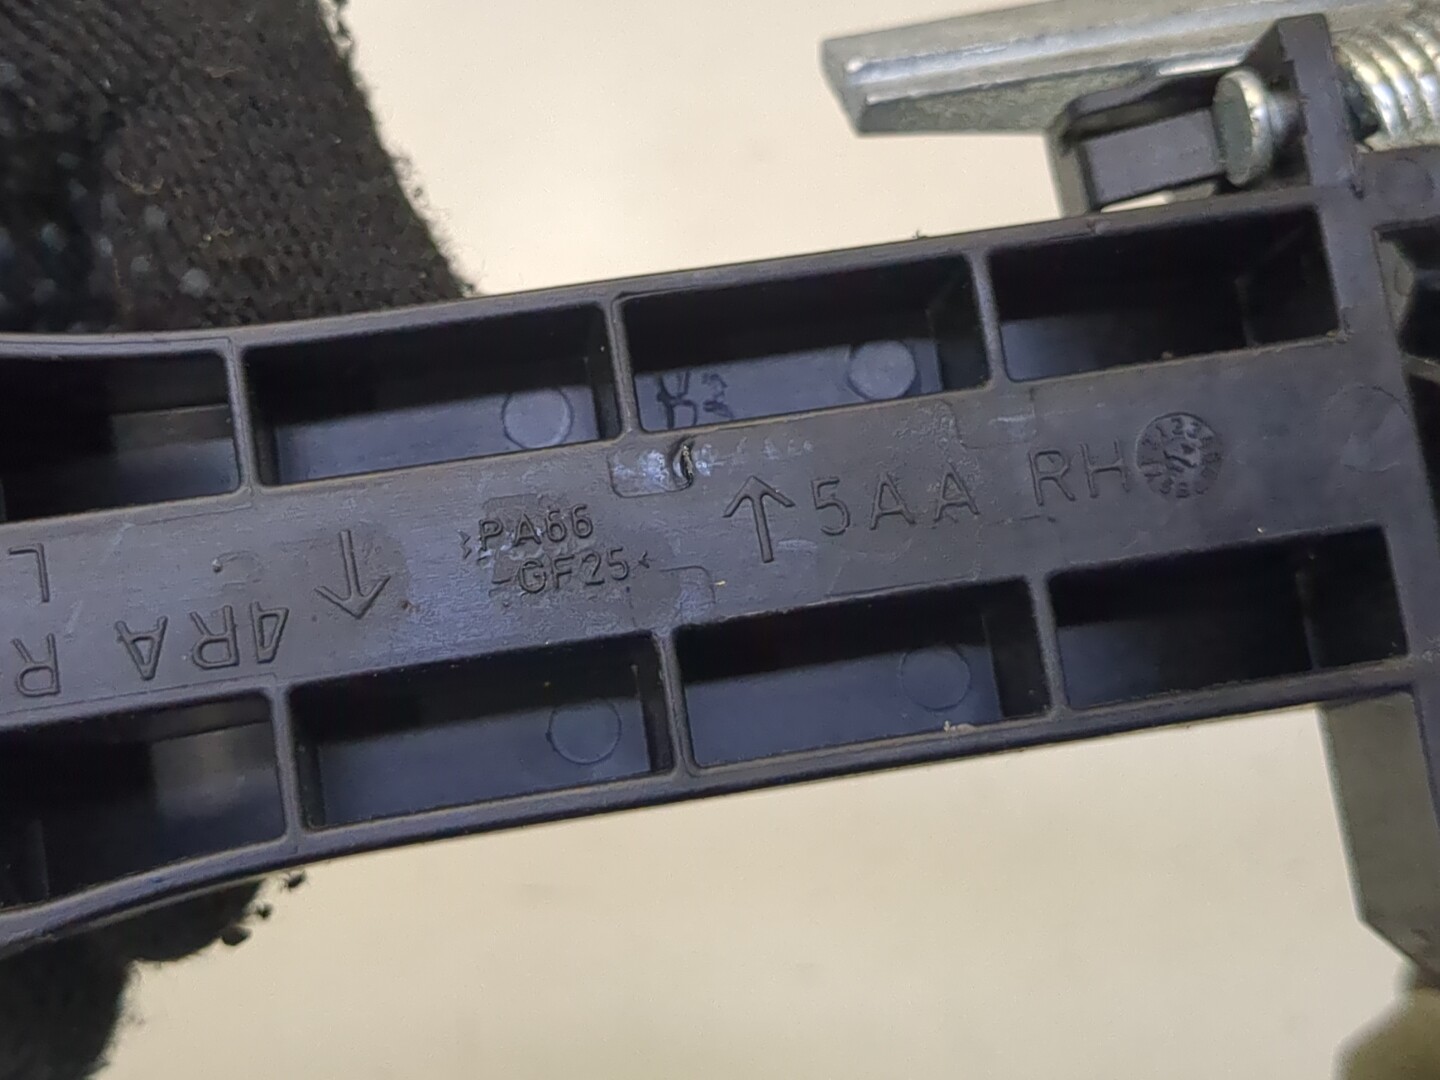 >PA66
GF25<
↑ 5AA RH
↑ 4RA R
L